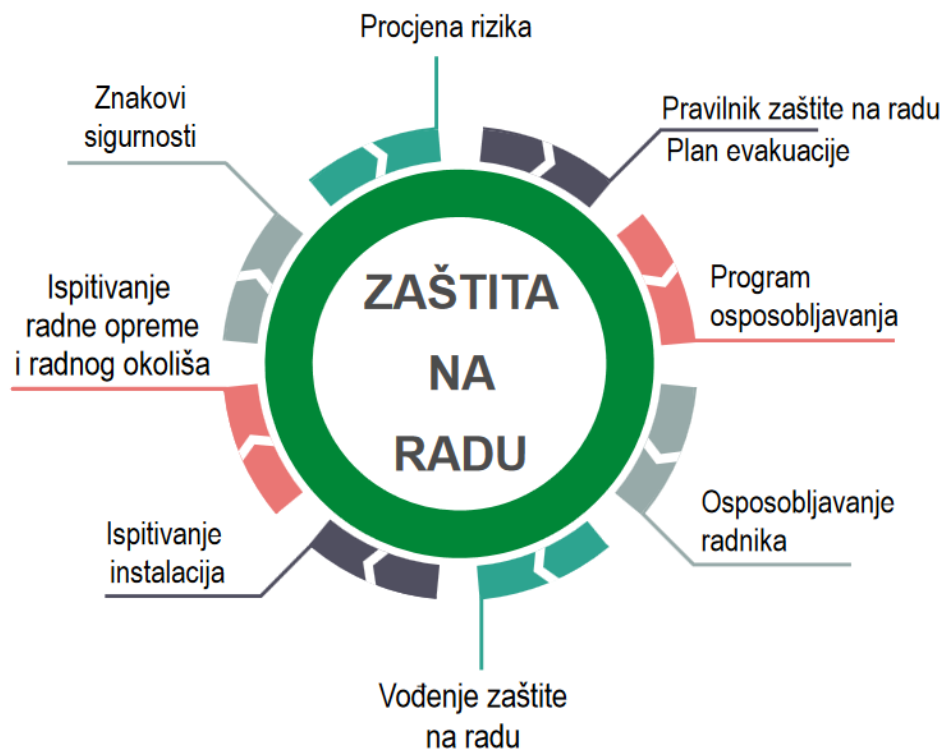 Procjena rizika
Znakovi
sigurnosti
Pravilnik zaštite na radu
Plan evakuacije
ZAŠTITA
NA
RADU
Ispitivanje
radne opreme
i radnog okoliša
Program
osposobljavanja
Osposobljavanje
radnika
Ispitivanje
instalacija
Vođenje zaštite
na radu